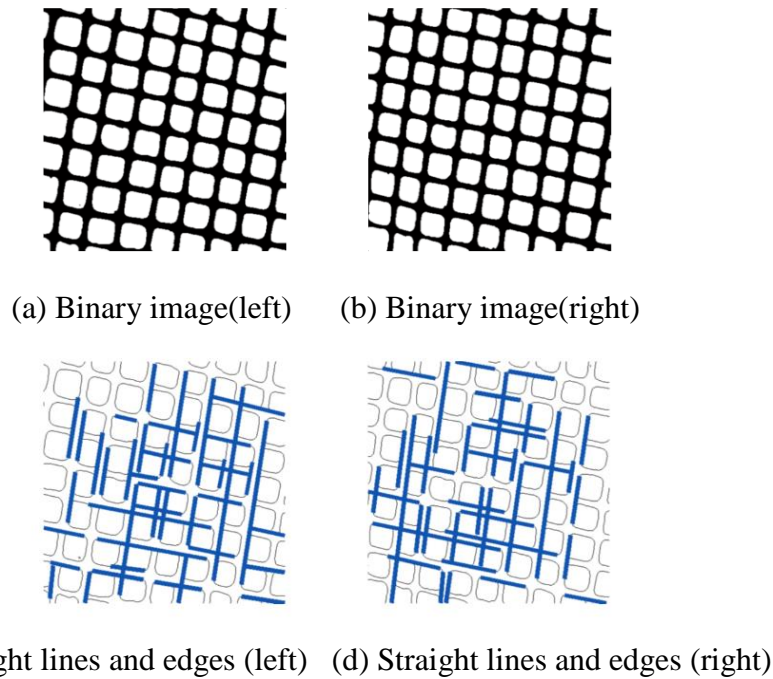 (a) Binary image(left) (b) Binary image(right)
ght lines and edges (left) (d) Straight lines and edges (right)